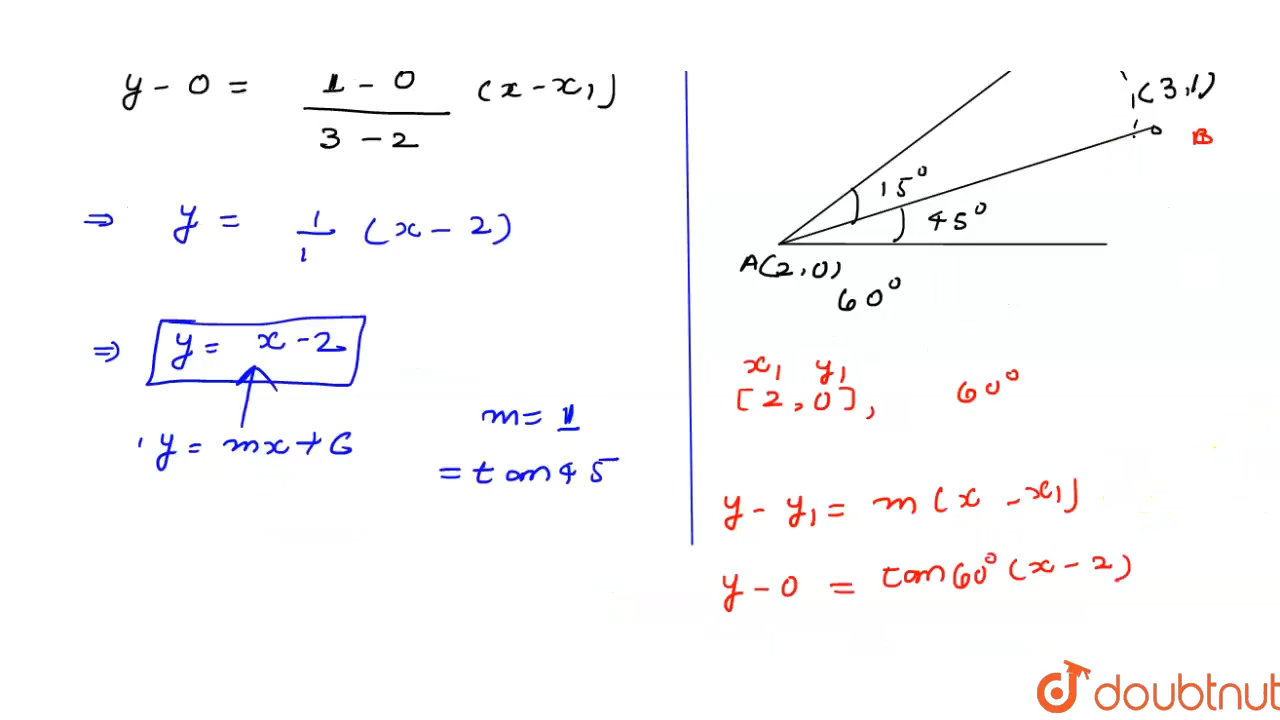 y - 0 = (1 - 0)/(3 - 2) (x - x₁)
⇒ y = 1/1 (x - 2)
⇒ y = x - 2
y = mx + C
m = 1
= tan 45
(3, 1)
B
15°
45°
A(2, 0)
60°
x₁ y₁
[2, 0], 60°
y - y₁ = m(x - x₁)
y - 0 = tan 60° (x - 2)
doubtnut